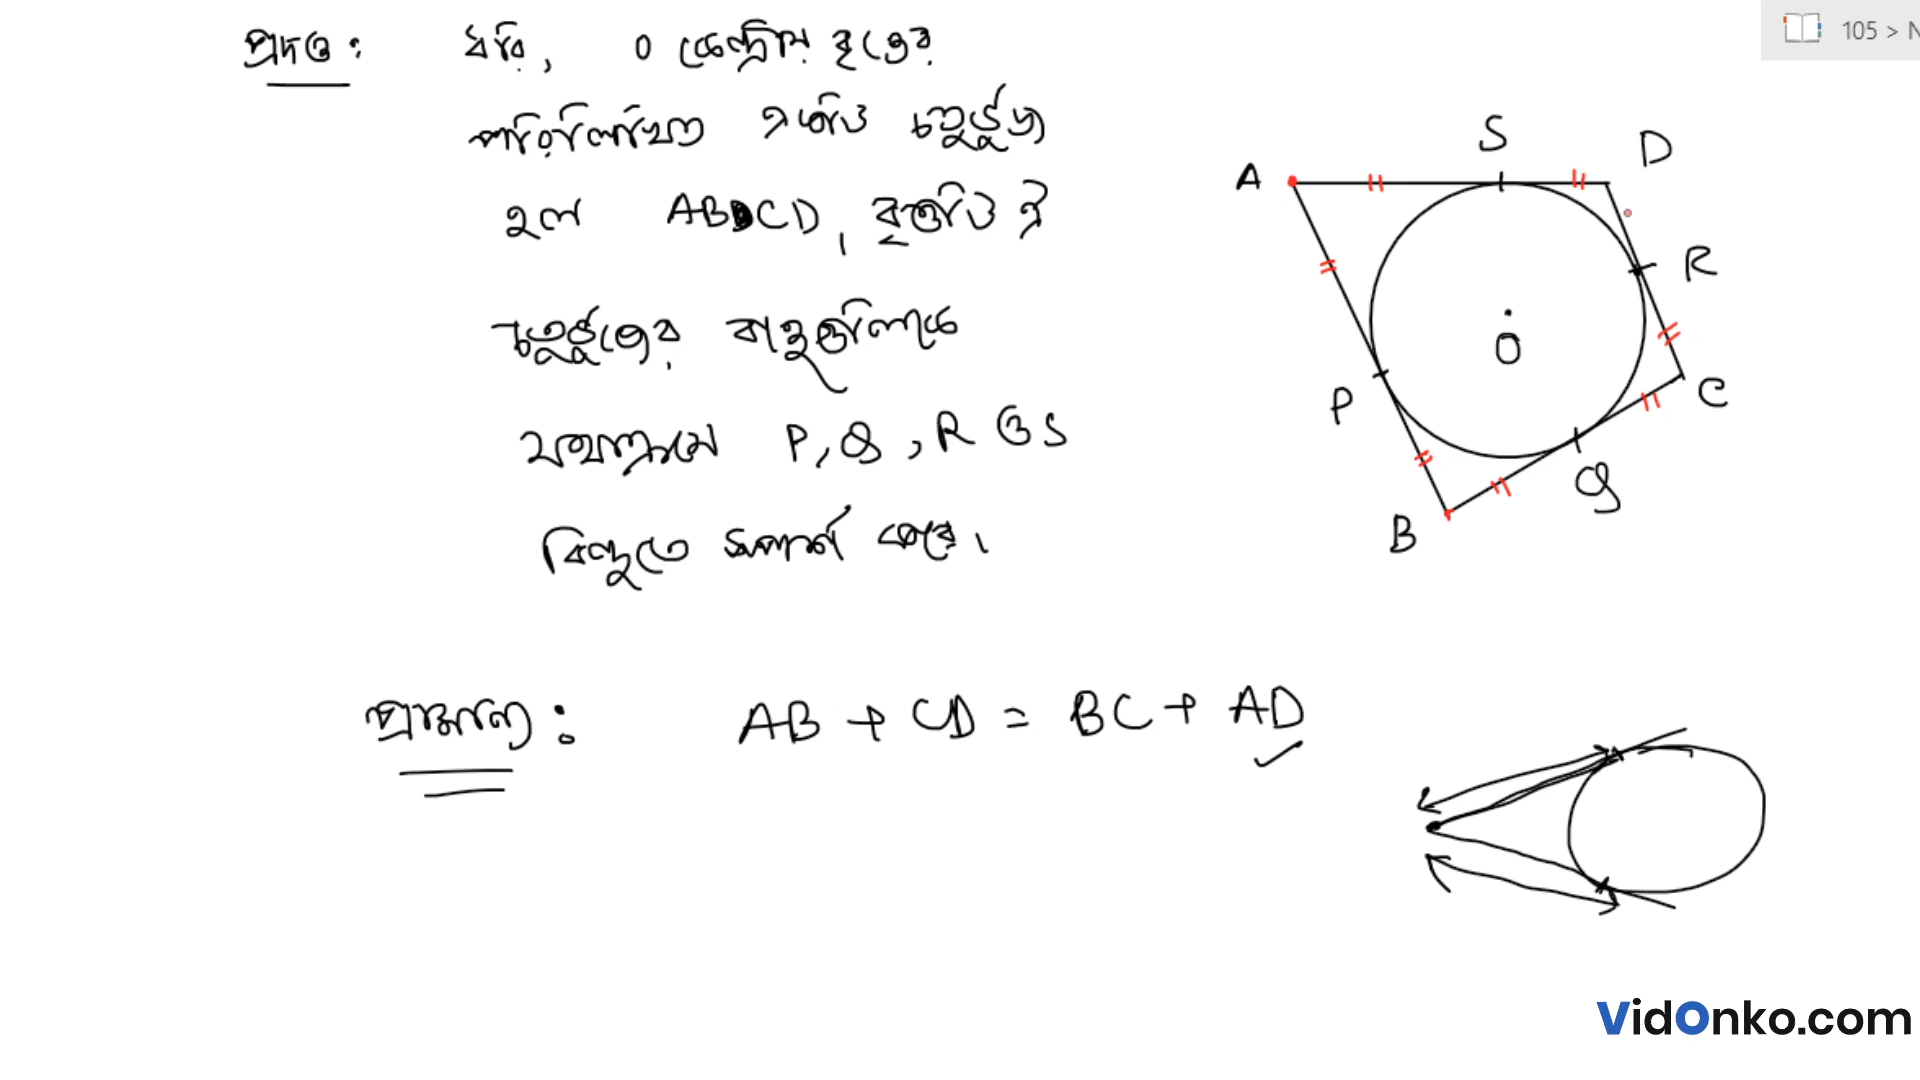 প্রদত্ত : ধরি, O কেন্দ্রীয় বৃত্তের
পরিলিখিত একটি চতুর্ভুজ
হল ABCD, বৃত্তটি ঐ
চতুর্ভুজের বাহুগুলিকে
যথাক্রমে P, Q, R ও S
বিন্দুতে স্পর্শ করে।
প্রমাণ্য : AB + CD = BC + AD
105 > N
A
S
D
R
O
P
C
Q
B
VidOnko.com